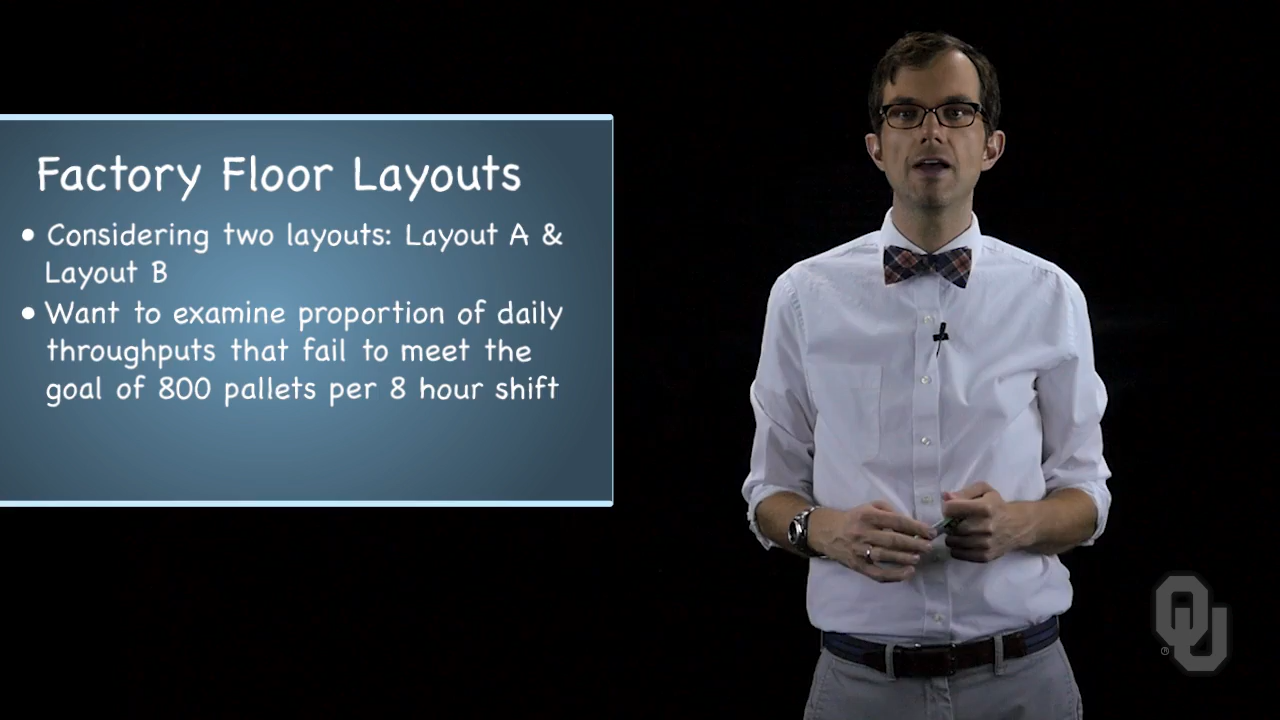 Factory Floor Layouts
• Considering two layouts: Layout A &
Layout B
• Want to examine proportion of daily
throughputs that fail to meet the
goal of 800 pallets per 8 hour shift
OU
®